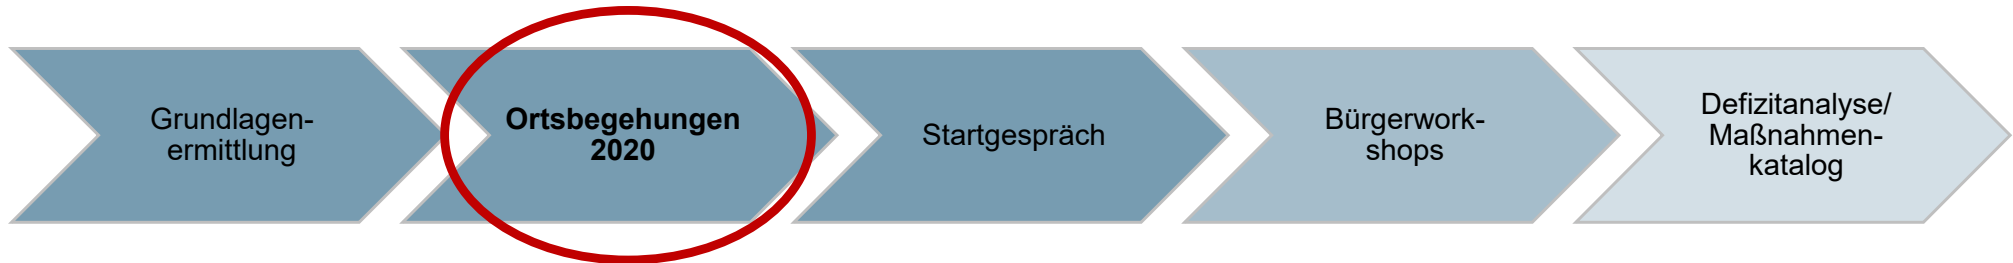 Grundlagen-
ermittlung
Ortsbegehungen
2020
Startgespräch
Bürgerwork-
shops
Defizitanalyse/
Maßnahmen-
katalog